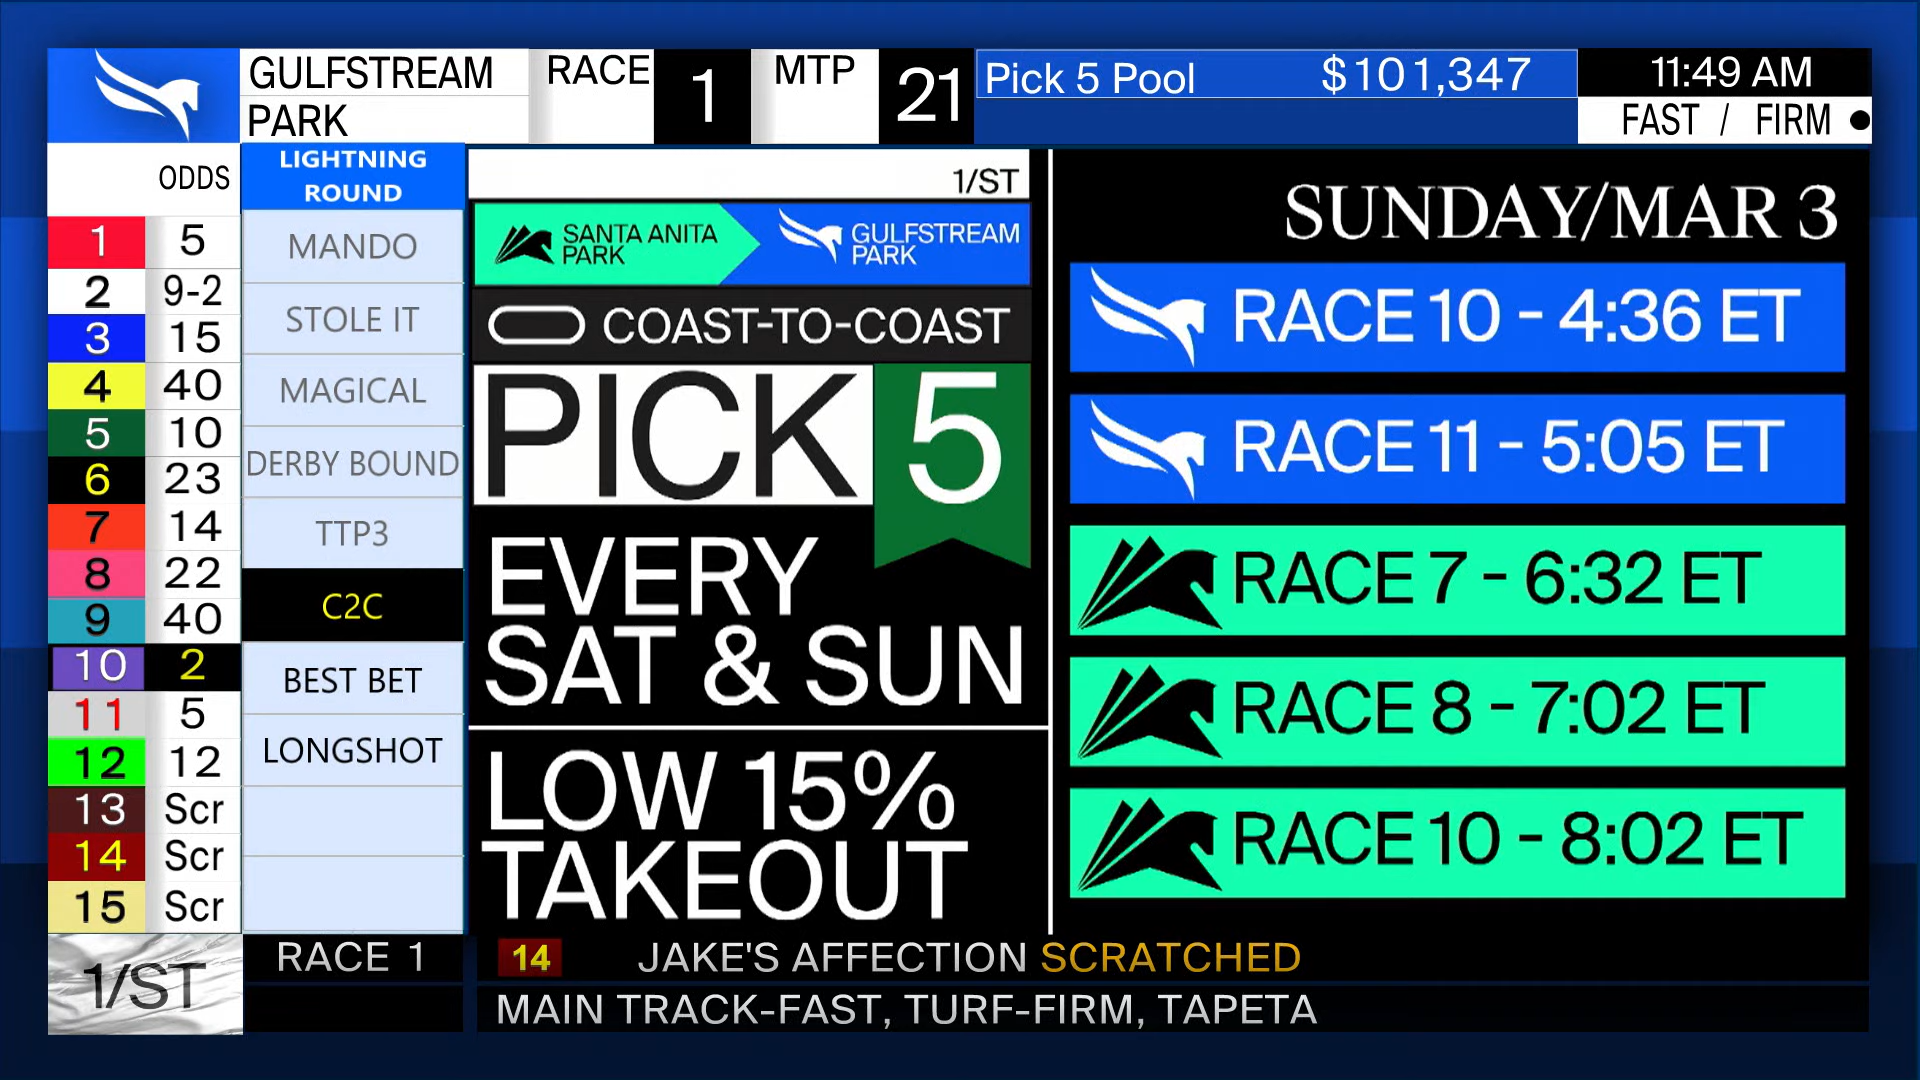 GULFSTREAM
PARK
RACE 1
MTP 21
Pick 5 Pool $101,347
11:49 AM
FAST / FIRM
ODDS
1 5
2 9-2
3 15
4 40
5 10
6 23
7 14
8 22
9 40
10 2
11 5
12 12
13 Scr
14 Scr
15 Scr
1/ST
LIGHTNING
ROUND
MANDO
STOLE IT
MAGICAL
DERBY BOUND
TTP3
C2C
BEST BET
LONGSHOT
1/ST
SANTA ANITA
PARK
GULFSTREAM
PARK
COAST-TO-COAST
PICK 5
EVERY
SAT & SUN
LOW 15%
TAKEOUT
SUNDAY/MAR 3
RACE 10 - 4:36 ET
RACE 11 - 5:05 ET
RACE 7 - 6:32 ET
RACE 8 - 7:02 ET
RACE 10 - 8:02 ET
RACE 1
14 JAKE'S AFFECTION SCRATCHED
MAIN TRACK-FAST, TURF-FIRM, TAPETA